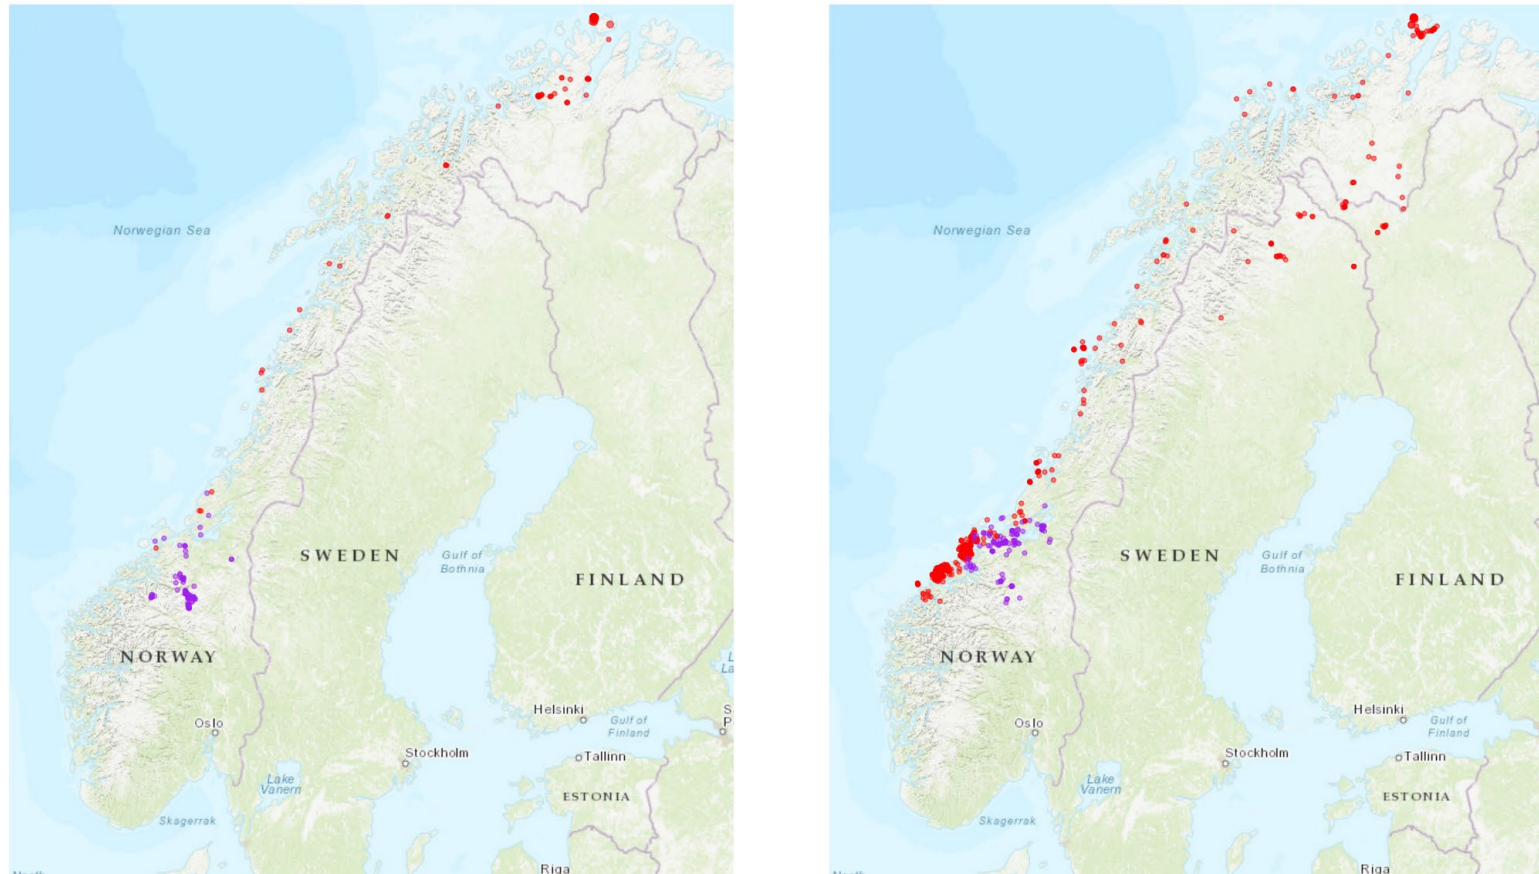 Norwegian Sea
SWEDEN
Gulf of
Bothnia
FINLAND
NORWAY
Oslo
Helsinki
Gulf of
Finland
Stockholm
Tallinn
Lake
Vanern
ESTONIA
Skagerrak
Riga
Norwegian Sea
SWEDEN
Gulf of
Bothnia
FINLAND
NORWAY
Oslo
Helsinki
Gulf of
Finland
Stockholm
Tallinn
Lake
Vanern
ESTONIA
Skagerrak
Riga